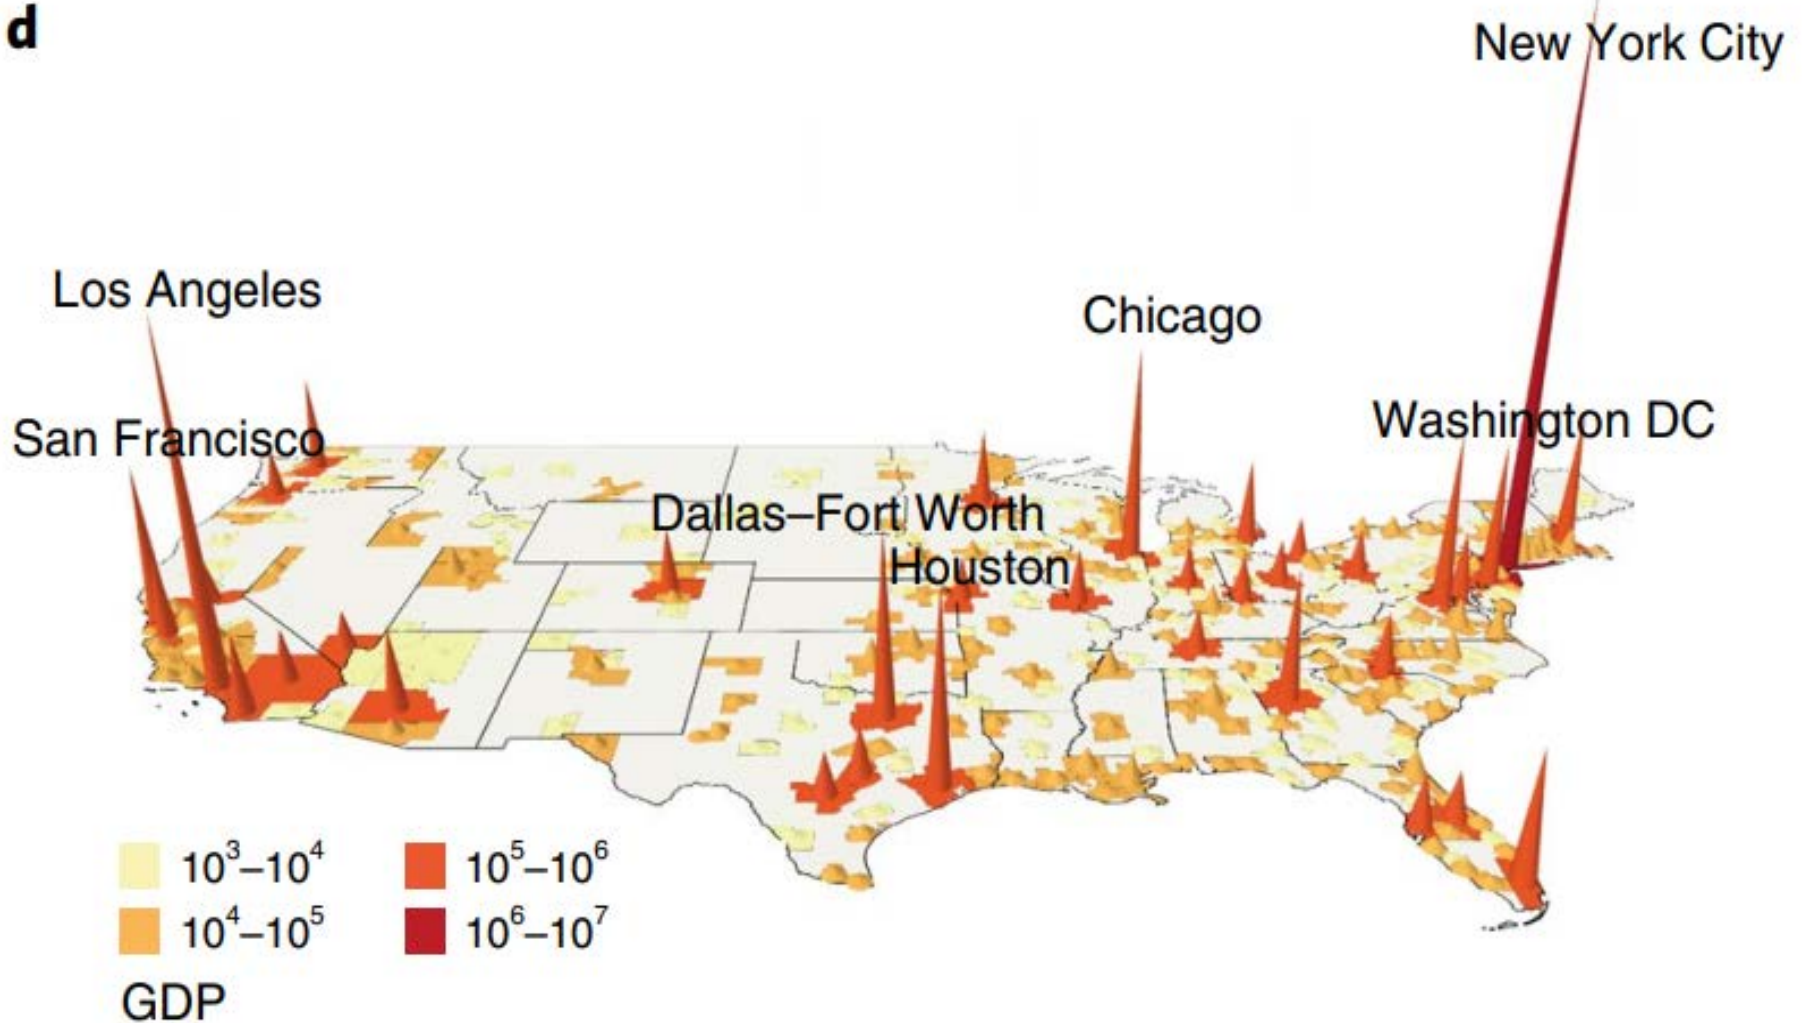 d
New York City
Los Angeles
Chicago
San Francisco
Washington DC
Dallas–Fort Worth
Houston
10³–10⁴
10⁵–10⁶
10⁴–10⁵
10⁶–10⁷
GDP